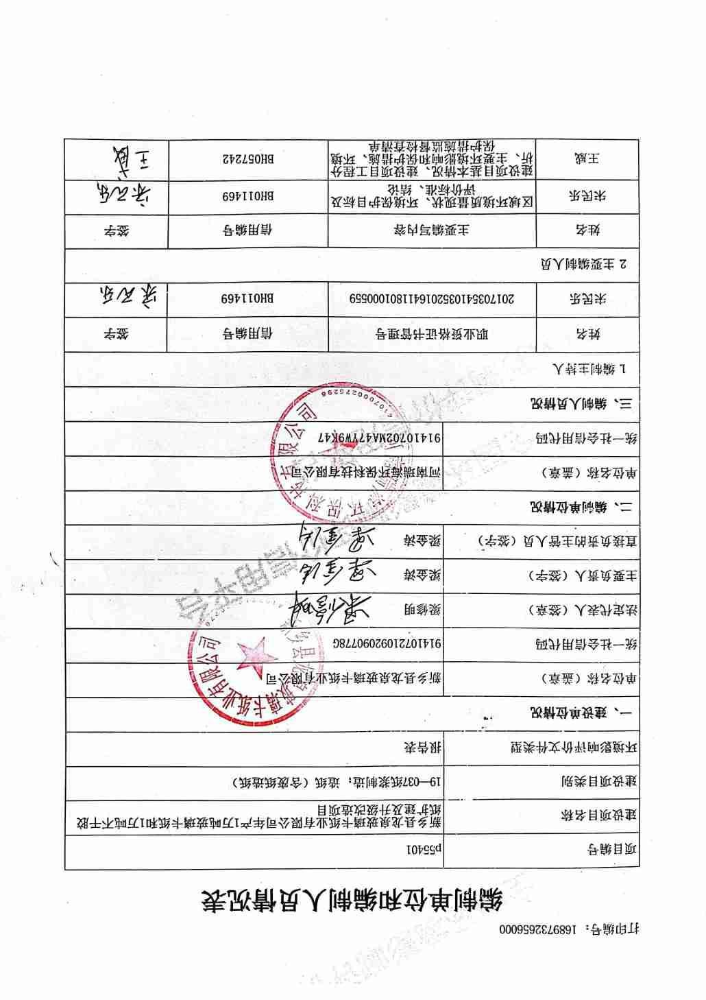 打印编号：1689732656000
编制单位和编制人员情况表
项目编号 p55401
建设项目名称 新乡县龙泉玻璃卡纸业有限公司年产1万吨玻璃卡纸和1万吨不干胶
纸扩建及升级改造项目
建设项目类别 19—037纸浆制造；造纸（含废纸造纸）
环境影响评价文件类型 报告表
一、建设单位情况
单位名称（盖章） 新乡县龙泉玻璃卡纸业有限公司
统一社会信用代码 91410721092090778G
法定代表人（签章） 梁修明
主要负责人（签字） 梁金涛
直接负责的主管人员（签字） 梁金涛
二、编制单位情况
单位名称（盖章） 河南瑞海环保科技有限公司
统一社会信用代码 91410702MA47YW9K47
三、编制人员情况
1 编制主持人
姓名 职业资格证书管理号 信用编号 签字
宋民乐 2017035410352016411801000559 BH011469 宋民乐
2 主要编制人员
姓名 主要编写内容 信用编号 签字
宋民乐 区域环境质量现状、环境保护目标及
评价标准、结论 BH011469 宋民乐
王威 建设项目基本情况、建设项目工程分
析、主要环境影响和保护措施、环境
保护措施监督检查清单 BH057242 王威